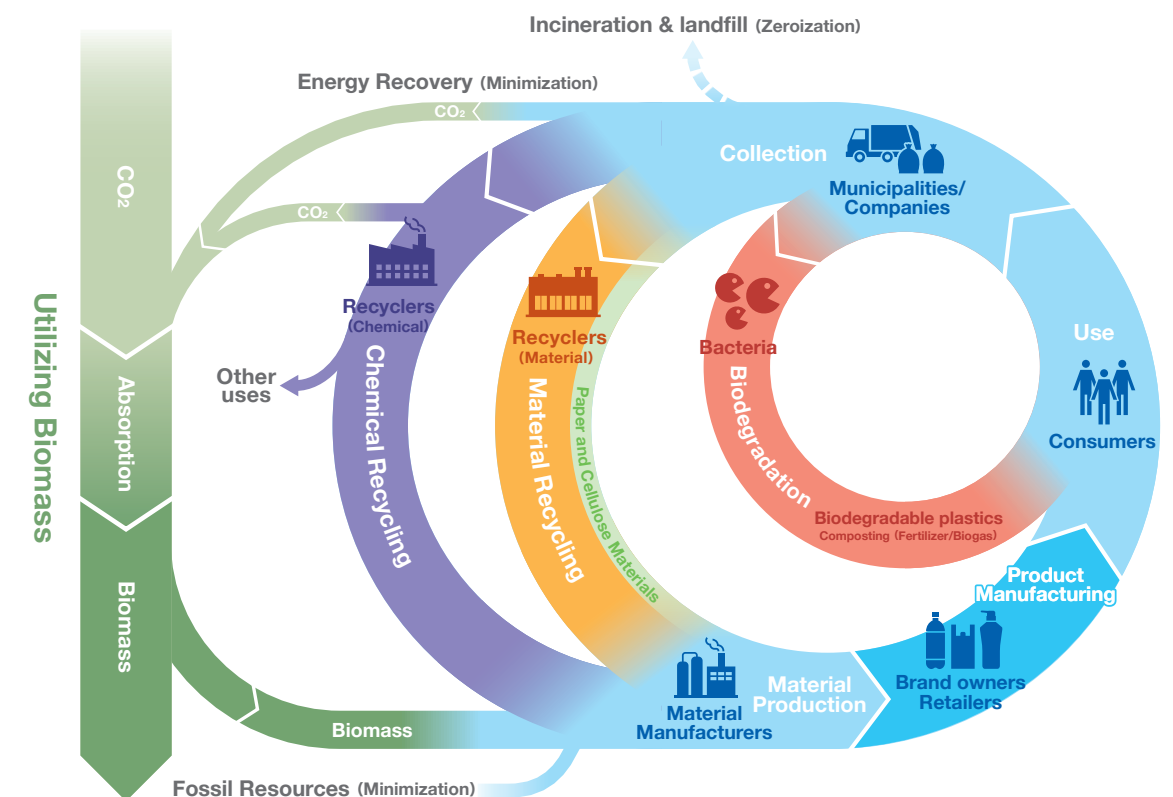 Incineration & landfill (Zeroization)
Energy Recovery (Minimization)
CO₂
Collection
Municipalities/
Companies
CO₂
CO₂
Recyclers
(Chemical)
Recyclers
(Material)
Bacteria
Use
Consumers
Utilizing Biomass
Other
uses
Absorption
Chemical Recycling
Material Recycling
Paper and Cellulose Materials
Biodegradation
Biodegradable plastics
Composting (Fertilizer/Biogas)
Product
Manufacturing
Biomass
Brand owners
Retailers
Material
Production
Material
Manufacturers
Biomass
Fossil Resources (Minimization)